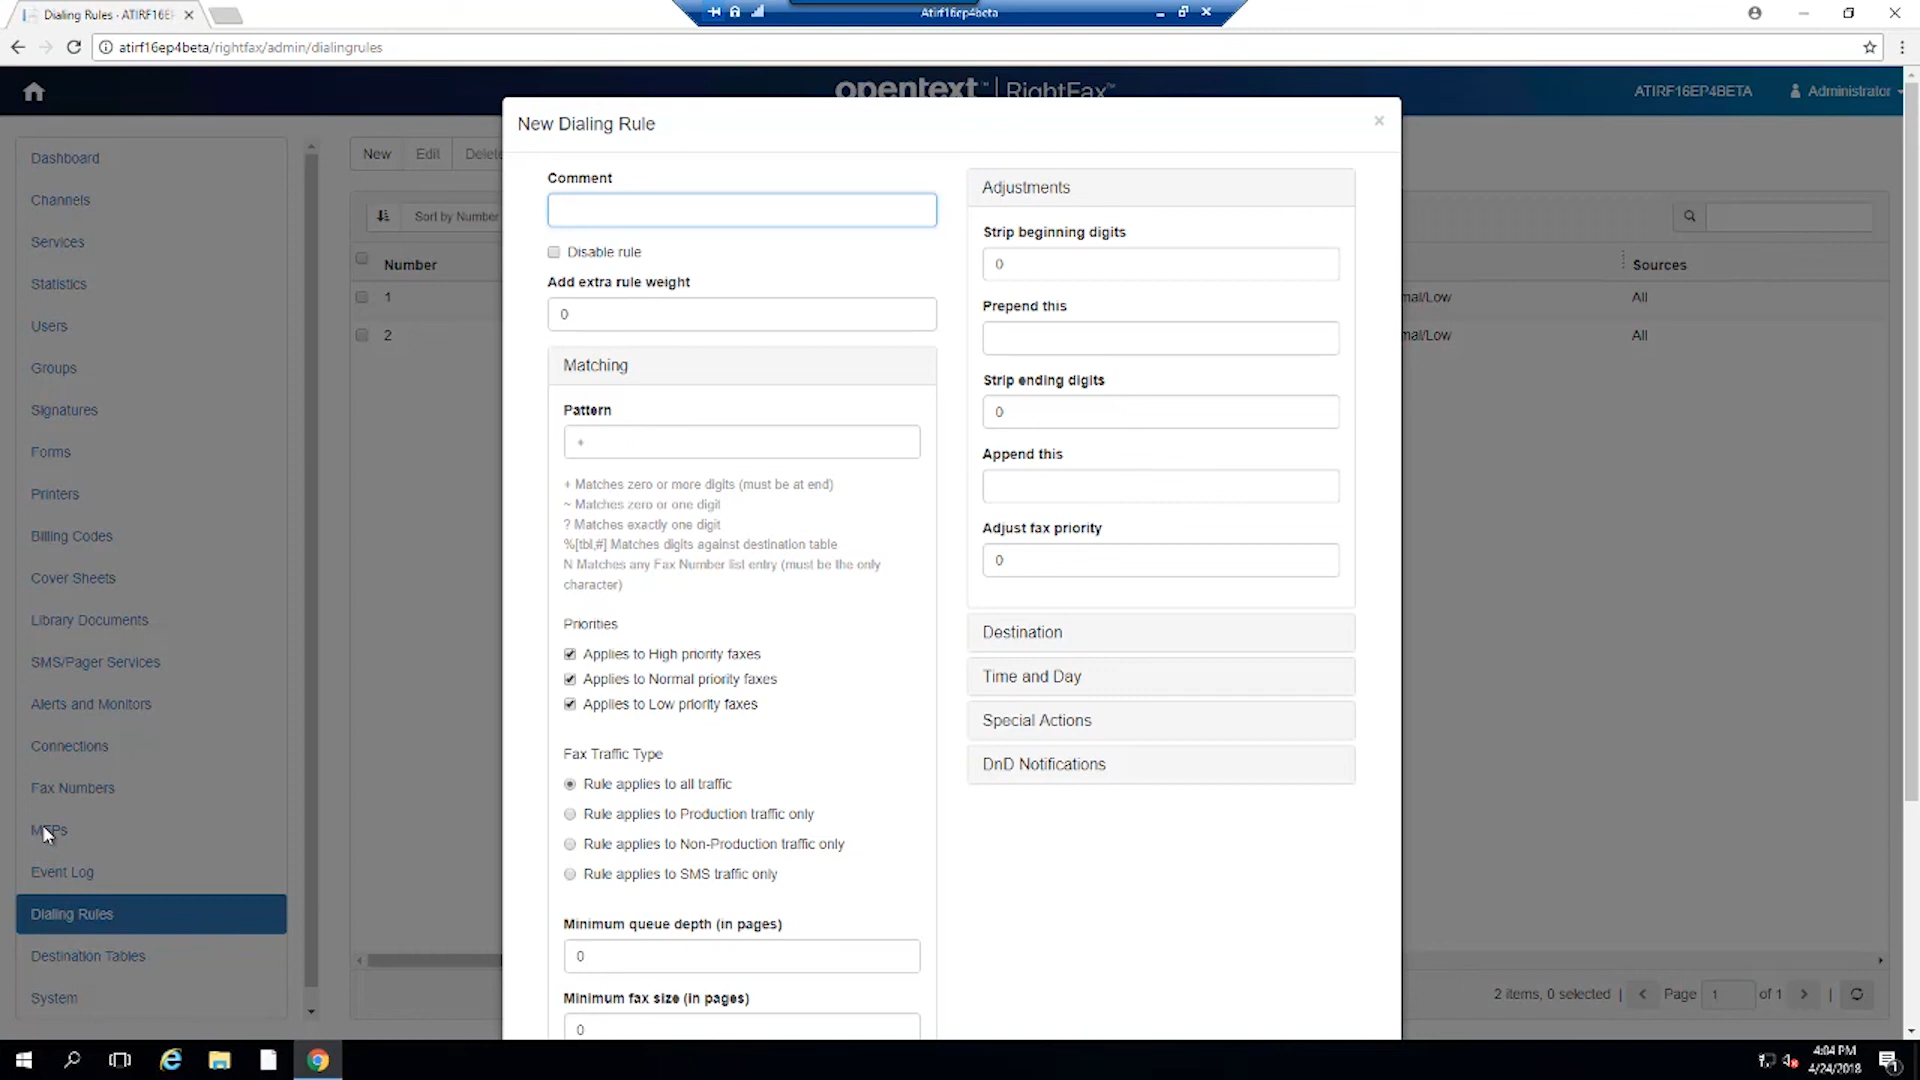 Dialing Rules - ATIRF16EF
Atirf16ep4beta
atirf16ep4beta/rightfax/admin/dialingrules
opentext™ | RightFax™
ATIRF16EP4BETA
Administrator
Dashboard
Channels
Services
Statistics
Users
Groups
Signatures
Forms
Printers
Billing Codes
Cover Sheets
Library Documents
SMS/Pager Services
Alerts and Monitors
Connections
Fax Numbers
Event Log
Dialing Rules
Destination Tables
System
New
Edit
Delete
Sort by Number
Number
Sources
1
mal/Low
All
2
mal/Low
All
New Dialing Rule
×
Comment
Disable rule
Add extra rule weight
0
Matching
Pattern
+
+ Matches zero or more digits (must be at end)
~ Matches zero or one digit
? Matches exactly one digit
%[tbl,#] Matches digits against destination table
N Matches any Fax Number list entry (must be the only
character)
Priorities
Applies to High priority faxes
Applies to Normal priority faxes
Applies to Low priority faxes
Fax Traffic Type
Rule applies to all traffic
Rule applies to Production traffic only
Rule applies to Non-Production traffic only
Rule applies to SMS traffic only
Minimum queue depth (in pages)
0
Minimum fax size (in pages)
0
Adjustments
Strip beginning digits
0
Prepend this
Strip ending digits
0
Append this
Adjust fax priority
0
Destination
Time and Day
Special Actions
DnD Notifications
2 items, 0 selected | Page 1 of 1 |
4:04 PM
4/24/2018
1